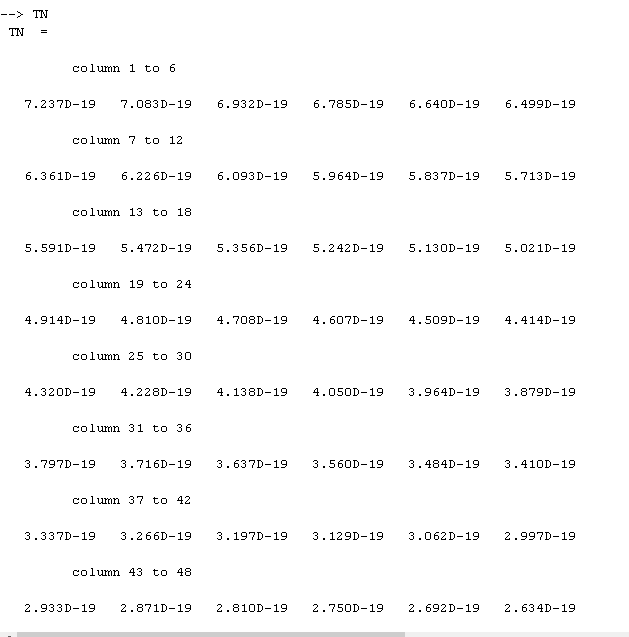 --> TN
TN =
column 1 to 6
7.237D-19 7.083D-19 6.932D-19 6.785D-19 6.640D-19 6.499D-19
column 7 to 12
6.361D-19 6.226D-19 6.093D-19 5.964D-19 5.837D-19 5.713D-19
column 13 to 18
5.591D-19 5.472D-19 5.356D-19 5.242D-19 5.130D-19 5.021D-19
column 19 to 24
4.914D-19 4.810D-19 4.708D-19 4.607D-19 4.509D-19 4.414D-19
column 25 to 30
4.320D-19 4.228D-19 4.138D-19 4.050D-19 3.964D-19 3.879D-19
column 31 to 36
3.797D-19 3.716D-19 3.637D-19 3.560D-19 3.484D-19 3.410D-19
column 37 to 42
3.337D-19 3.266D-19 3.197D-19 3.129D-19 3.062D-19 2.997D-19
column 43 to 48
2.933D-19 2.871D-19 2.810D-19 2.750D-19 2.692D-19 2.634D-19